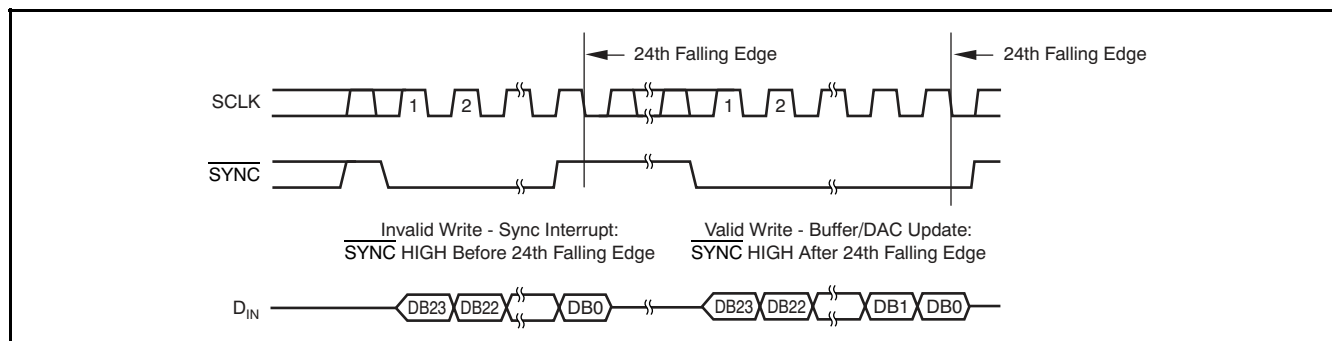 24th Falling Edge
24th Falling Edge
SCLK
1
2
1
2
SYNC
Invalid Write - Sync Interrupt:
SYNC HIGH Before 24th Falling Edge
Valid Write - Buffer/DAC Update:
SYNC HIGH After 24th Falling Edge
DIN
DB23
DB22
DB0
DB23
DB22
DB1
DB0